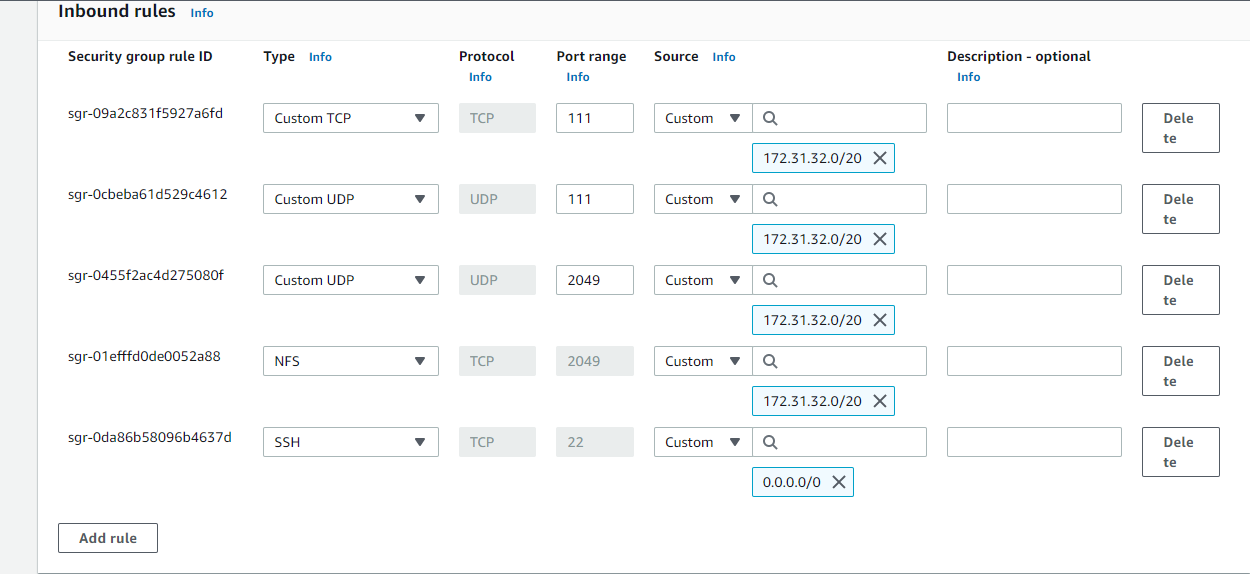 Inbound rules Info
Security group rule ID Type Info Protocol Info Port range Info Source Info Description - optional Info
sgr-09a2c831f5927a6fd Custom TCP TCP 111 Custom Delete
172.31.32.0/20
sgr-0cbeba61d529c4612 Custom UDP UDP 111 Custom Delete
172.31.32.0/20
sgr-0455f2ac4d275080f Custom UDP UDP 2049 Custom Delete
172.31.32.0/20
sgr-01efffd0de0052a88 NFS TCP 2049 Custom Delete
172.31.32.0/20
sgr-0da86b58096b4637d SSH TCP 22 Custom Delete
0.0.0.0/0
Add rule